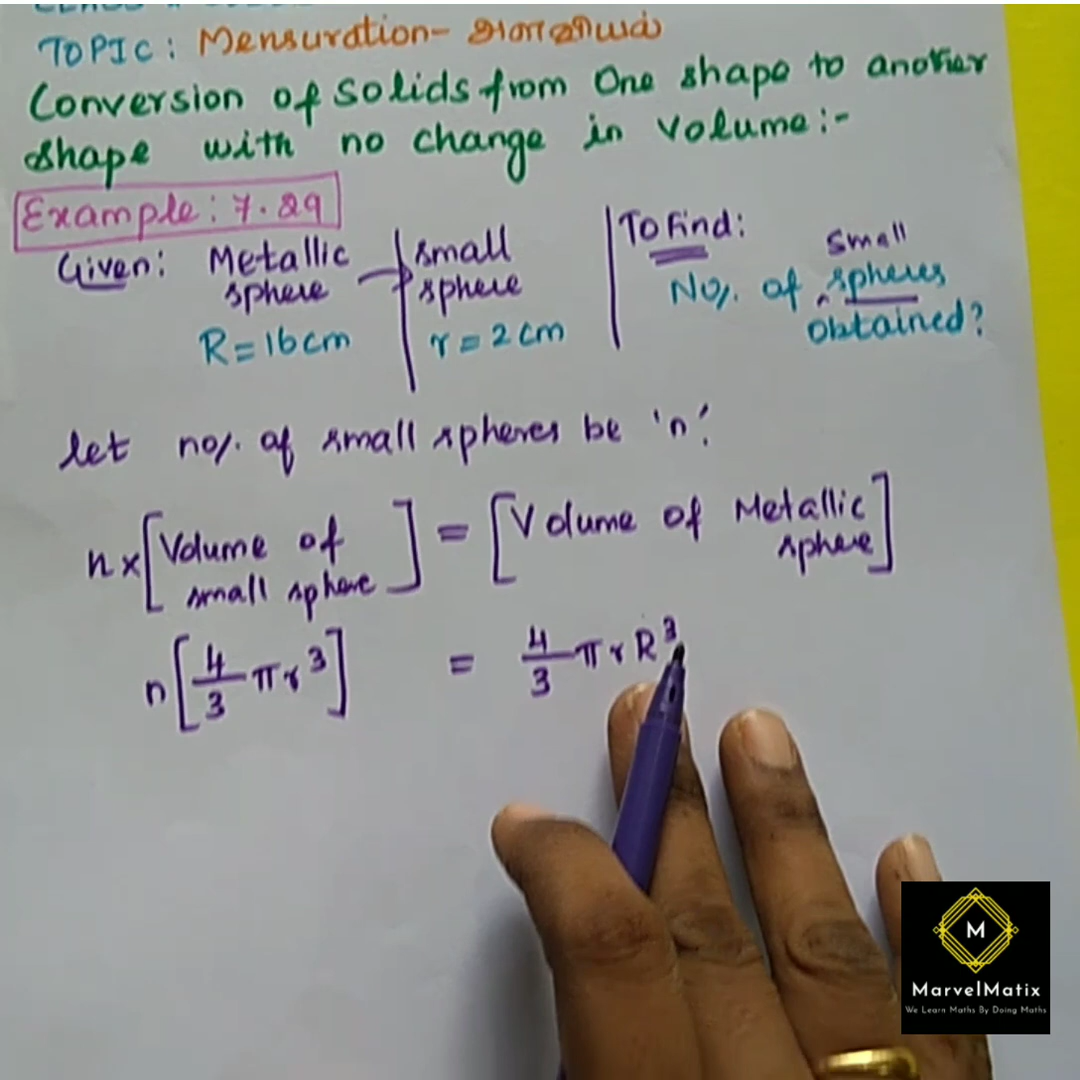 TOPIC: Mensuration- அளவியல்
Conversion of solids from One shape to another
shape with no change in volume:-
Example: 7.29
Given: Metallic sphere → small sphere
R=16cm r=2cm
To Find:
No/. of small spheres
obtained?
let no/. of small spheres be 'n'.
n×[Volume of small sphere] = [Volume of Metallic sphere]
n[4/3 πr³] = 4/3 πrR³
M
MarvelMatix
We Learn Maths By Doing Maths